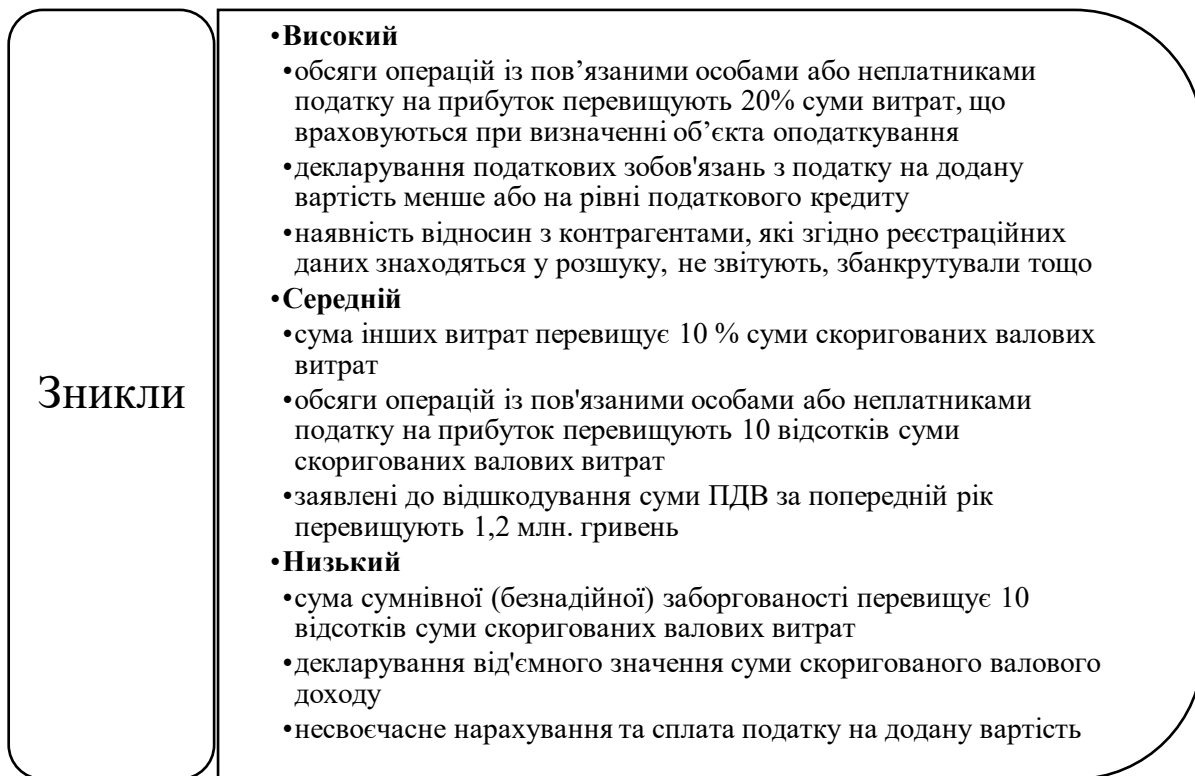 Зникли
•Високий
•обсяги операцій із пов’язаними особами або неплатниками
податку на прибуток перевищують 20% суми витрат, що
враховуються при визначенні об’єкта оподаткування
•декларування податкових зобов'язань з податку на додану
вартість менше або на рівні податкового кредиту
•наявність відносин з контрагентами, які згідно реєстраційних
даних знаходяться у розшуку, не звітують, збанкрутували тощо
•Середній
•сума інших витрат перевищує 10 % суми скоригованих валових
витрат
•обсяги операцій із пов'язаними особами або неплатниками
податку на прибуток перевищують 10 відсотків суми
скоригованих валових витрат
•заявлені до відшкодування суми ПДВ за попередній рік
перевищують 1,2 млн. гривень
•Низький
•сума сумнівної (безнадійної) заборгованості перевищує 10
відсотків суми скоригованих валових витрат
•декларування від'ємного значення суми скоригованого валового
доходу
•несвоєчасне нарахування та сплата податку на додану вартість